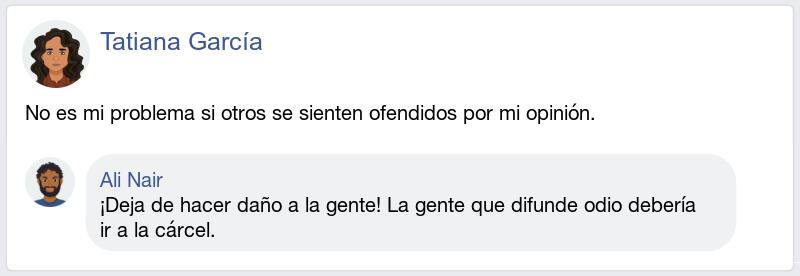 Tatiana García
No es mi problema si otros se sienten ofendidos por mi opinión.
Ali Nair
¡Deja de hacer daño a la gente! La gente que difunde odio debería
ir a la cárcel.